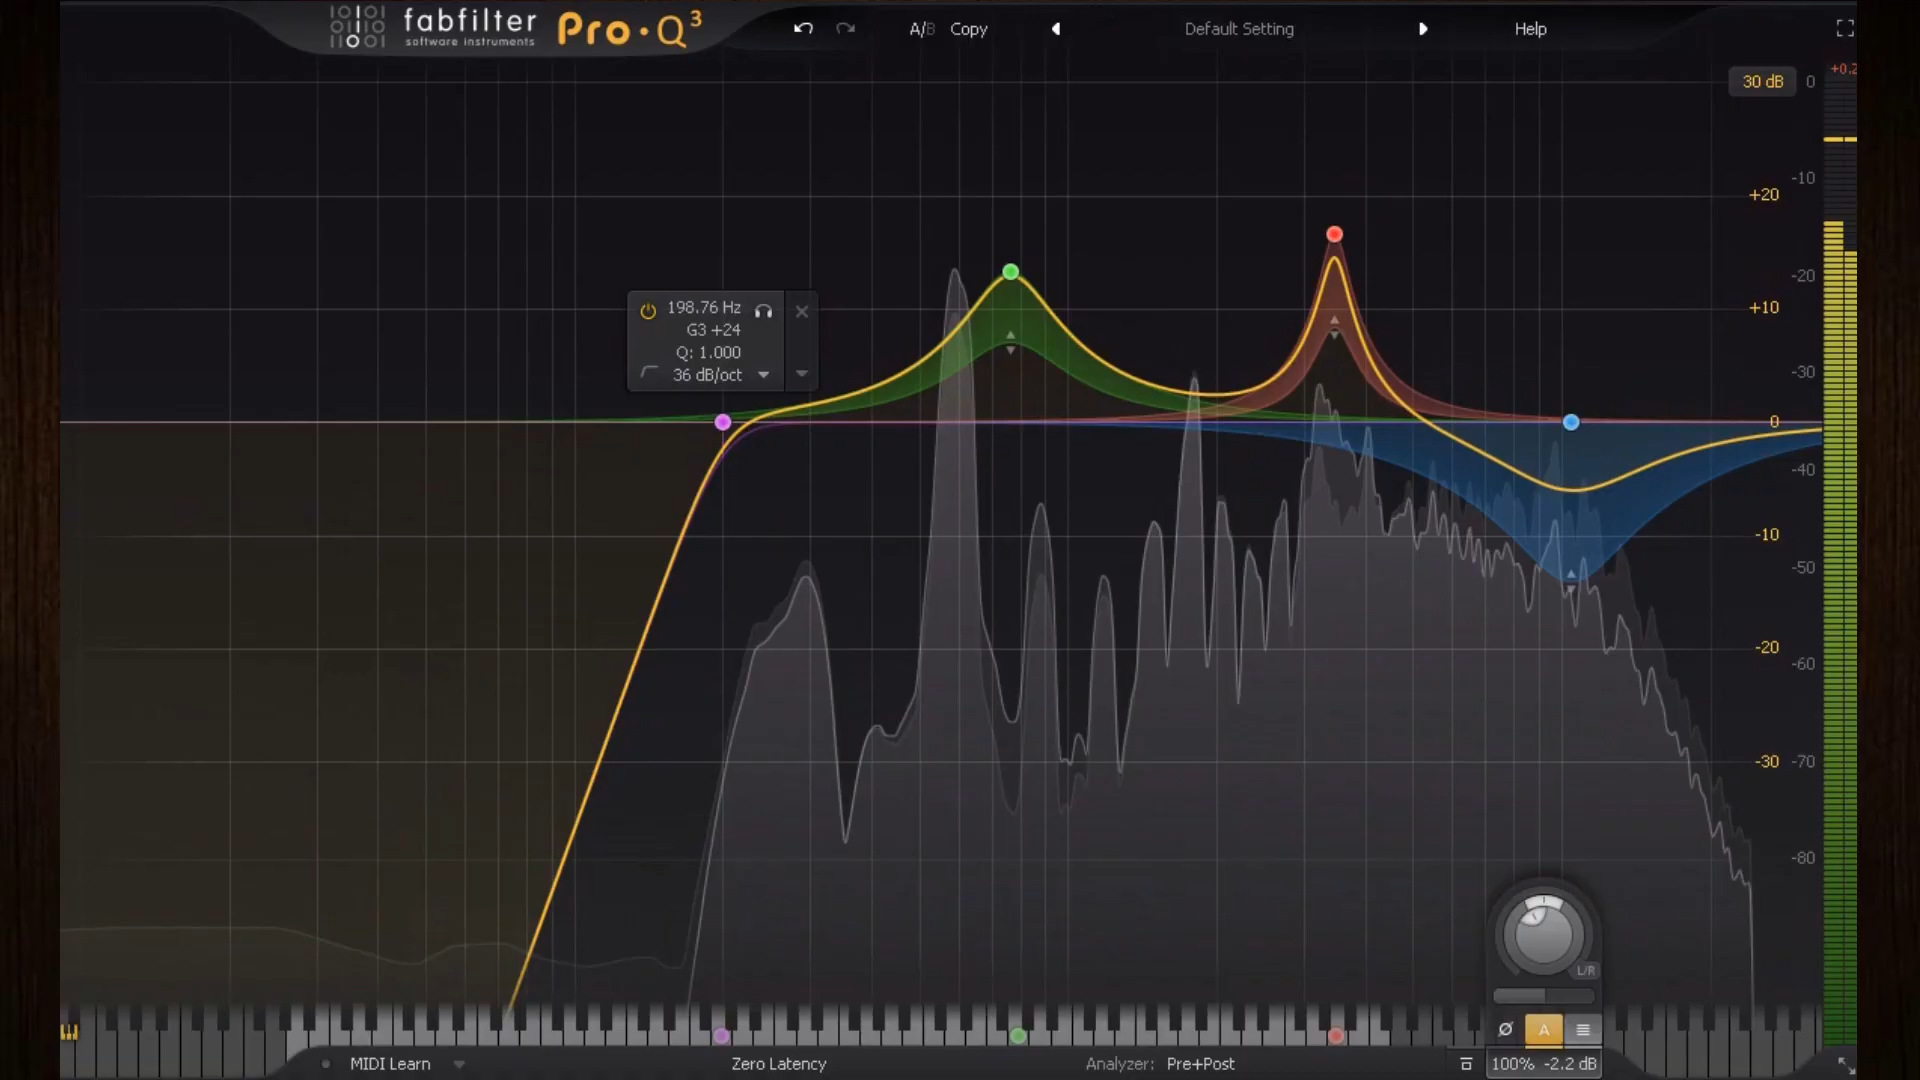 fabfilter
software instruments
Pro·Q³
A/B
Copy
Default Setting
Help
30 dB
0
+0.2
-10
+20
-20
+10
-30
0
-40
-10
-50
-20
-60
-30
-70
-80
198.76 Hz
G3 +24
Q: 1.000
36 dB/oct
L/R
Ø
A
MIDI Learn
Zero Latency
Analyzer: Pre+Post
100% -2.2 dB